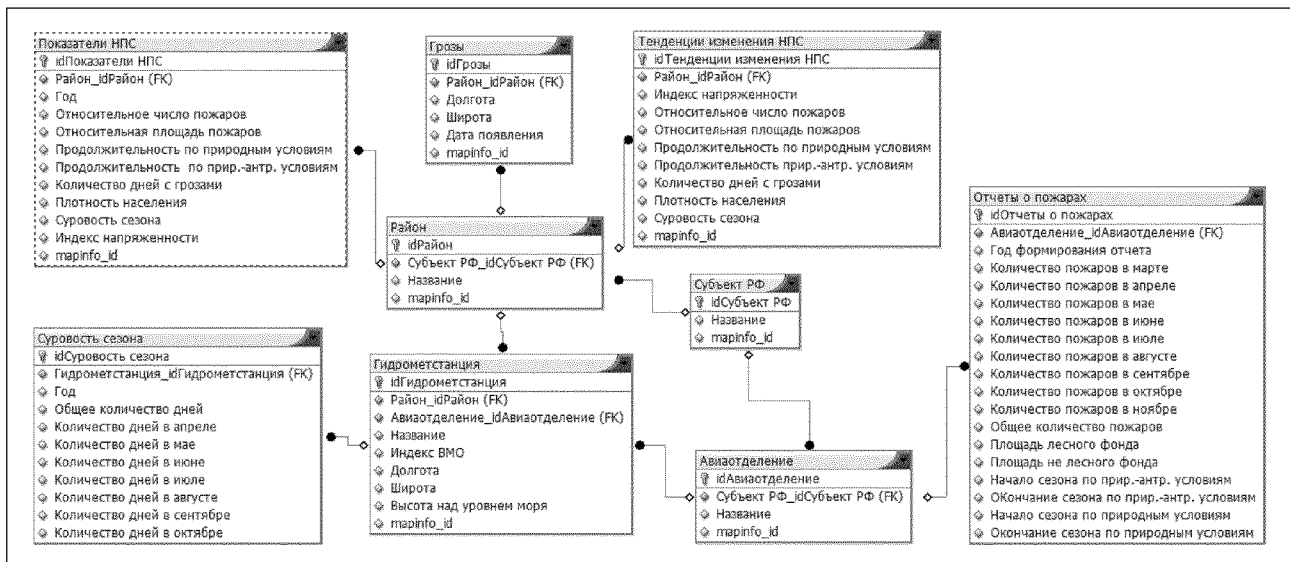 Показатели НПС
idПоказатели НПС
Район_idРайон (FK)
Год
Относительное число пожаров
Относительная площадь пожаров
Продолжительность по природным условиям
Продолжительность по прир.-антр. условиям
Количество дней с грозами
Плотность населения
Суровость сезона
Индекс напряженности
mapinfo_id
Грозы
idГрозы
Район_idРайон (FK)
Долгота
Широта
Дата появления
mapinfo_id
Тенденции изменения НПС
idТенденции изменения НПС
Район_idРайон (FK)
Индекс напряженности
Относительное число пожаров
Относительная площадь пожаров
Продолжительность по природным условиям
Продолжительность прир.-антр. условиям
Количество дней с грозами
Плотность населения
Суровость сезона
mapinfo_id
Район
idРайон
Субъект РФ_idСубъект РФ (FK)
Название
mapinfo_id
Субъект РФ
idСубъект РФ
Название
mapinfo_id
Отчеты о пожарах
idОтчеты о пожарах
Авиаотделение_idАвиаотделение (FK)
Год формирования отчета
Количество пожаров в марте
Количество пожаров в апреле
Количество пожаров в мае
Количество пожаров в июне
Количество пожаров в июле
Количество пожаров в августе
Количество пожаров в сентябре
Количество пожаров в октябре
Количество пожаров в ноябре
Общее количество пожаров
Площадь лесного фонда
Площадь не лесного фонда
Начало сезона по прир.-антр. условиям
ОКончание сезона по прир.-антр. условиям
Начало сезона по природным условиям
Окончание сезона по природным условиям
Суровость сезона
idСуровость сезона
Гидрометстанция_idГидрометстанция (FK)
Год
Общее количество дней
Количество дней в апреле
Количество дней в мае
Количество дней в июне
Количество дней в июле
Количество дней в августе
Количество дней в сентябре
Количество дней в октябре
Гидрометстанция
idГидрометстанция
Район_idРайон (FK)
Авиаотделение_idАвиаотделение (FK)
Название
Индекс ВМО
Долгота
Широта
Высота над уровнем моря
mapinfo_id
Авиаотделение
idАвиаотделение
Субъект РФ_idСубъект РФ (FK)
Название
mapinfo_id